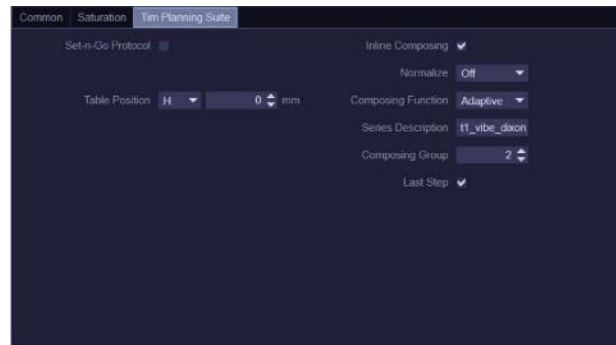 Common Saturation Tim Planning Suite
Set-n-Go Protocol Inline Composing
Normalize Off
Table Position H 0 mm Composing Function Adaptive
Series Description t1_vibe_dixon
Composing Group 2
Last Step